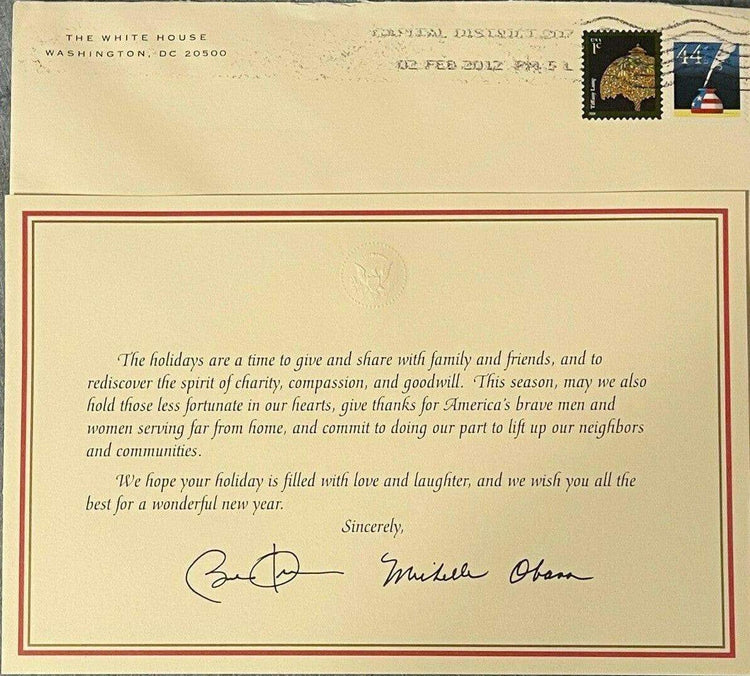 THE WHITE HOUSE
WASHINGTON, DC 20500
CAPITAL DISTRICT 207
02 FEB 2012 PM 5 L
USA
1¢
Tiffany Lamp
44
The holidays are a time to give and share with family and friends, and to
rediscover the spirit of charity, compassion, and goodwill. This season, may we also
hold those less fortunate in our hearts, give thanks for America's brave men and
women serving far from home, and commit to doing our part to lift up our neighbors
and communities.
We hope your holiday is filled with love and laughter, and we wish you all the
best for a wonderful new year.
Sincerely,
Michelle Obama